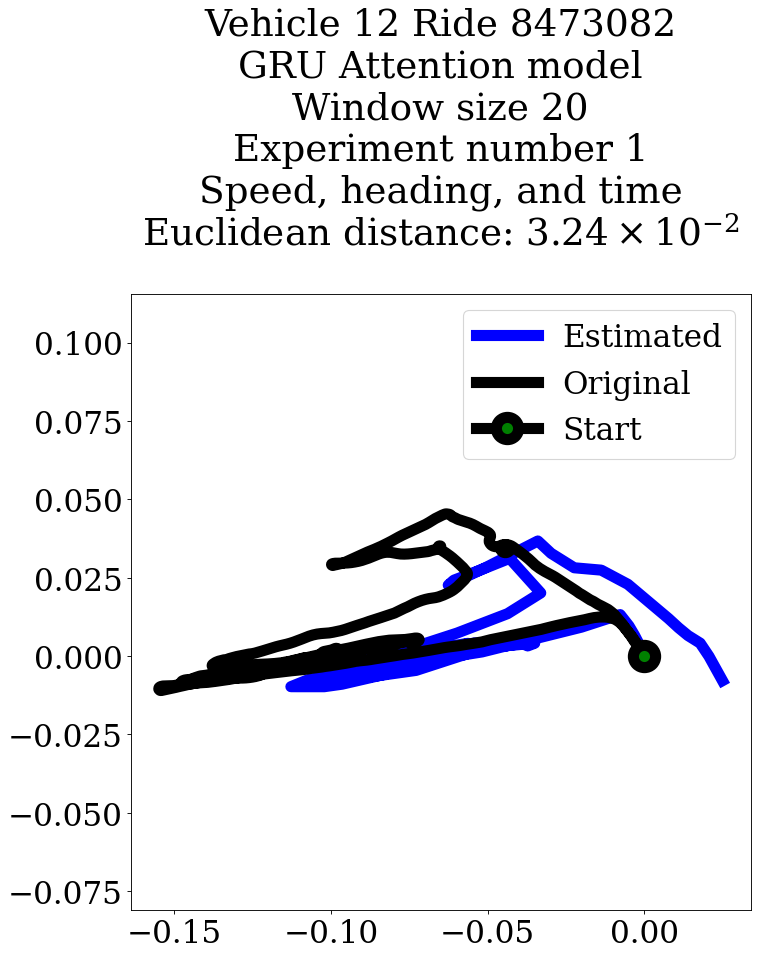 Vehicle 12 Ride 8473082
GRU Attention model
Window size 20
Experiment number 1
Speed, heading, and time
Euclidean distance: 3.24 × 10⁻²
Estimated
Original
Start
0.100
0.075
0.050
0.025
0.000
−0.025
−0.050
−0.075
−0.15 −0.10 −0.05 0.00